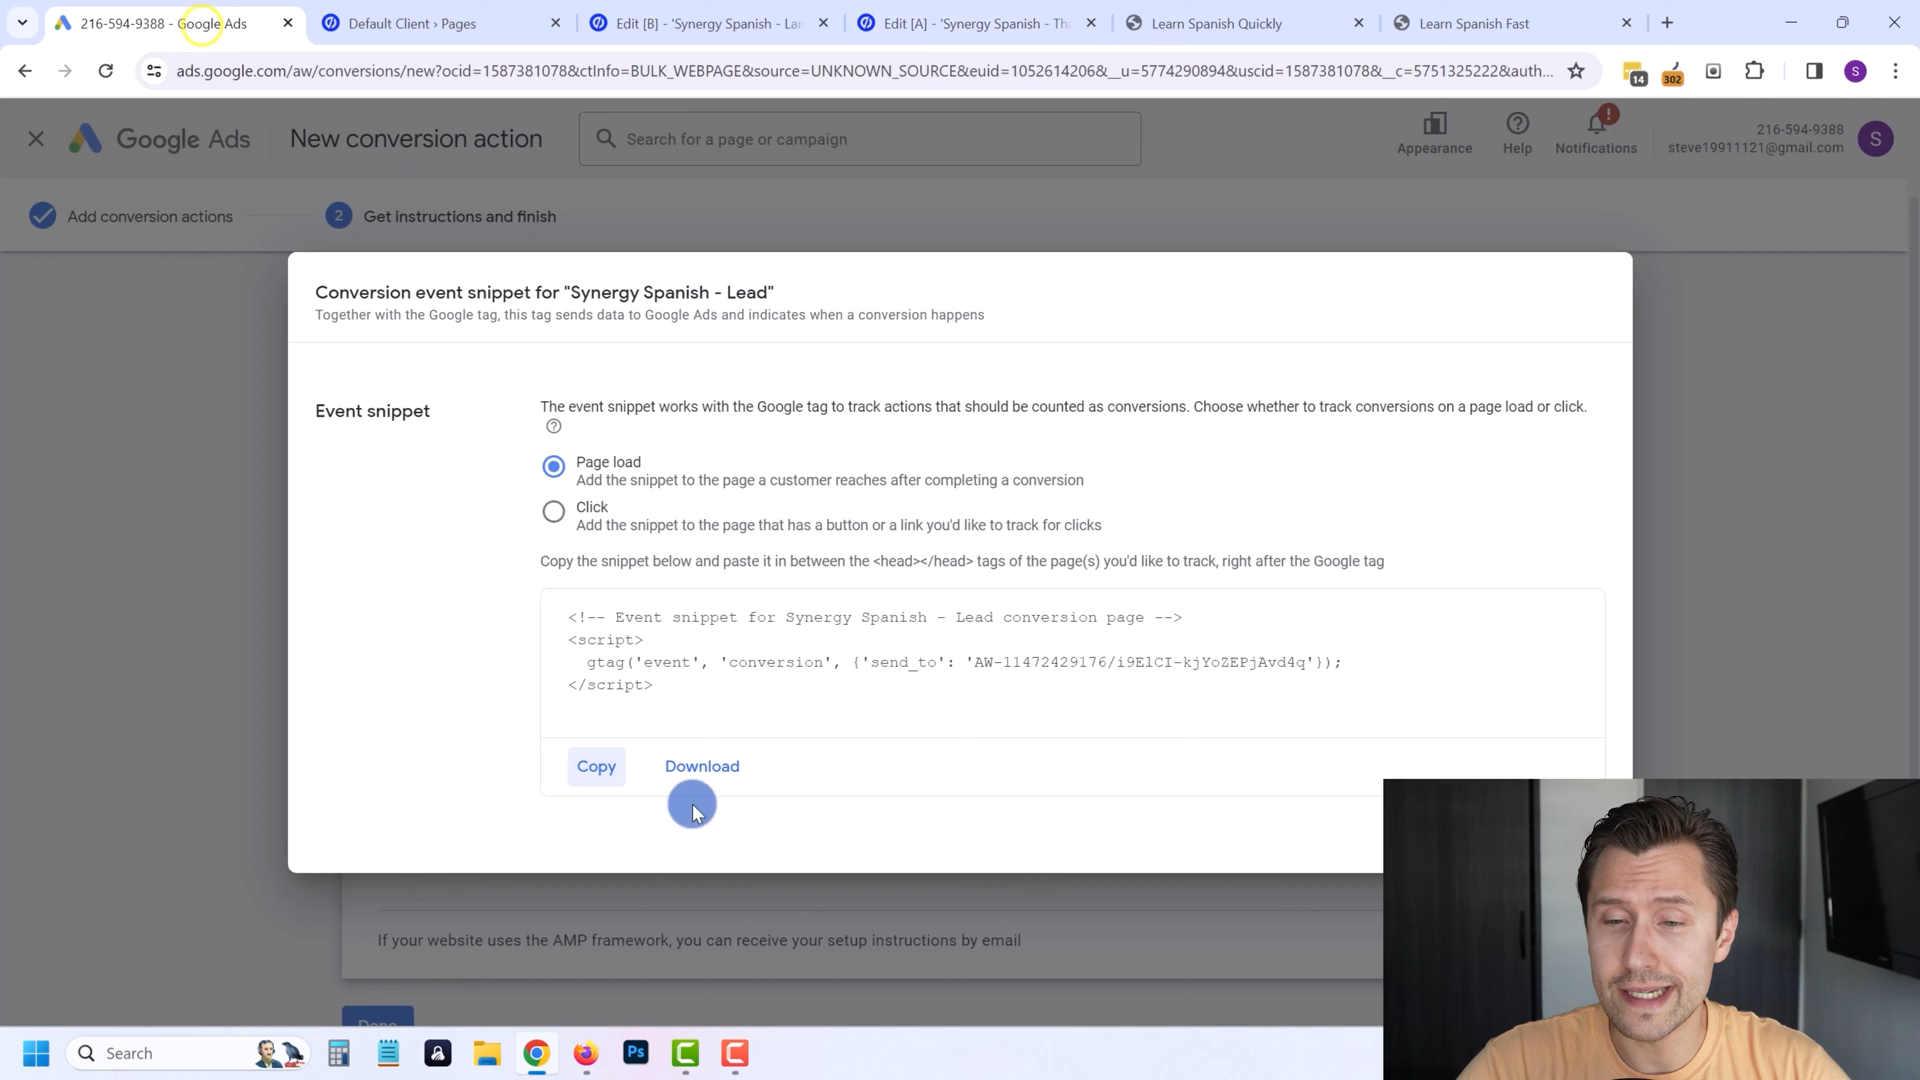 216-594-9388 - Google Ads
Default Client › Pages
Edit [B] - 'Synergy Spanish - Lan
Edit [A] - 'Synergy Spanish - Tha
Learn Spanish Quickly
Learn Spanish Fast
ads.google.com/aw/conversions/new?ocid=1587381078&ctInfo=BULK_WEBPAGE&source=UNKNOWN_SOURCE&euid=1052614206&__u=5774290894&uscid=1587381078&__c=5751325222&auth...
14
302
S
Google Ads
New conversion action
Search for a page or campaign
Appearance
Help
Notifications
!
216-594-9388
steve19911121@gmail.com
S
Add conversion actions
2
Get instructions and finish
Conversion event snippet for "Synergy Spanish - Lead"
Together with the Google tag, this tag sends data to Google Ads and indicates when a conversion happens
Event snippet
The event snippet works with the Google tag to track actions that should be counted as conversions. Choose whether to track conversions on a page load or click.
Page load
Add the snippet to the page a customer reaches after completing a conversion
Click
Add the snippet to the page that has a button or a link you'd like to track for clicks
Copy the snippet below and paste it in between the <head></head> tags of the page(s) you'd like to track, right after the Google tag
<!-- Event snippet for Synergy Spanish - Lead conversion page -->
<script>
gtag('event', 'conversion', {'send_to': 'AW-11472429176/i9ElCI-kjYoZEPjAvd4q'});
</script>
Copy
Download
If your website uses the AMP framework, you can receive your setup instructions by email
Done
Search
Ps